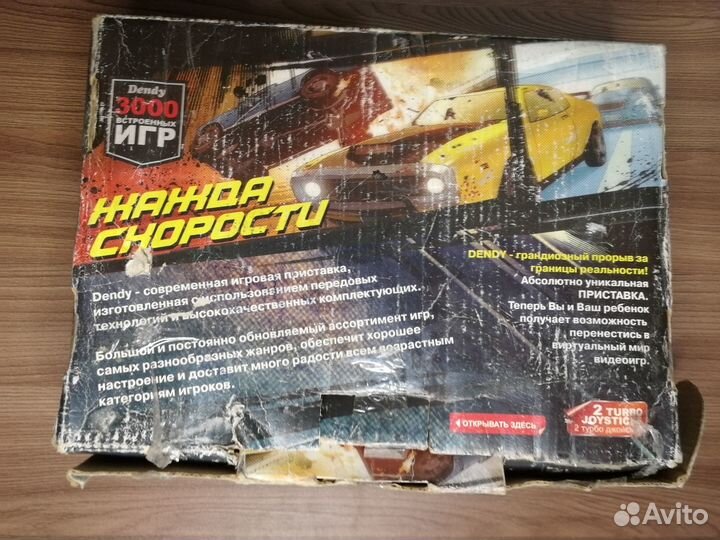 Dendy
3000
ВСТРОЕННЫХ
ИГР
ЖАЖДА
СКОРОСТИ
Dendy - современная игровая приставка,
изготовленная с использованием передовых
технологий и высококачественных комплектующих.
Большой и постоянно обновляемый ассортимент игр,
самых разнообразных жанров, обеспечит хорошее
настроение и доставит много радости всем возрастным
категориям игроков.
DENDY - грандиозный прорыв за
границы реальности!
Абсолютно уникальная
ПРИСТАВКА.
Теперь Вы и Ваш ребенок
получает возможность
перенестись в
виртуальный мир
видеоигр.
ОТКРЫВАТЬ ЗДЕСЬ
2 TURBO
JOYSTIC
2 турбо джойс
Avito